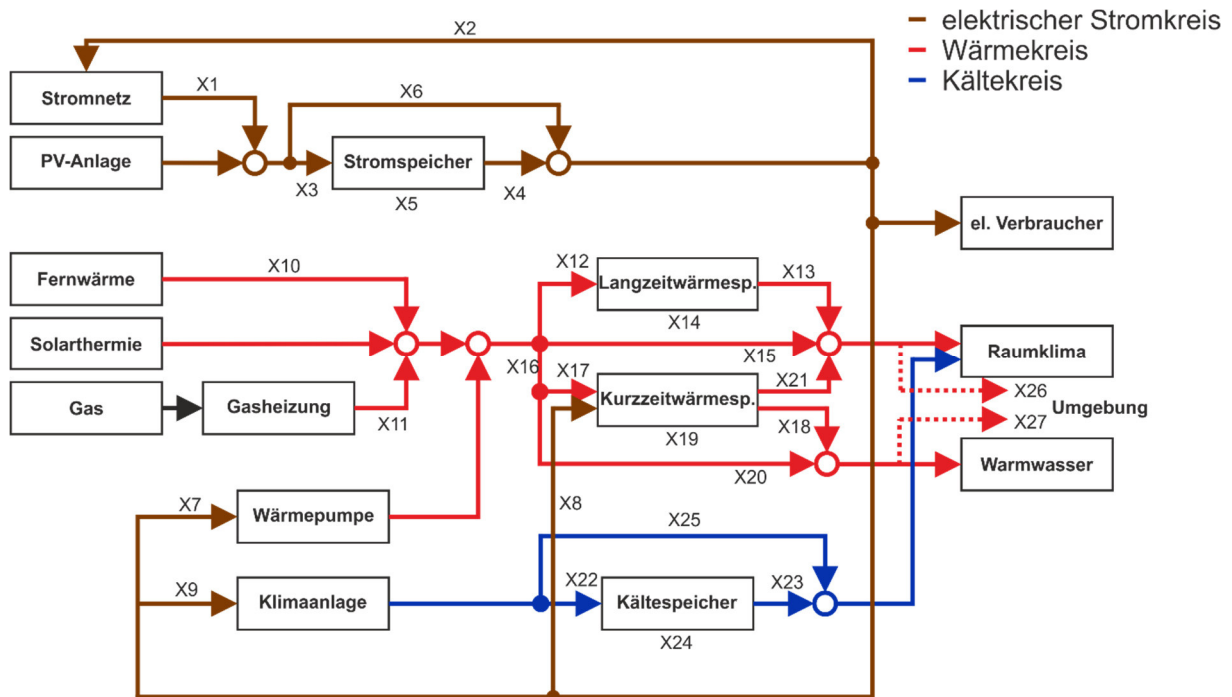 X2
elektrischer Stromkreis
Wärmekreis
Kältekreis
Stromnetz
X1
X6
PV-Anlage
X3
Stromspeicher
X4
X5
el. Verbraucher
Fernwärme
X10
X12
Langzeitwärmesp.
X13
X14
Solarthermie
X16
X15
Raumklima
Gas
Gasheizung
X11
X17
Kurzzeitwärmesp.
X21
X26
Umgebung
X27
X19
X18
X20
Warmwasser
X7
Wärmepumpe
X8
X25
X9
Klimaanlage
X22
Kältespeicher
X23
X24